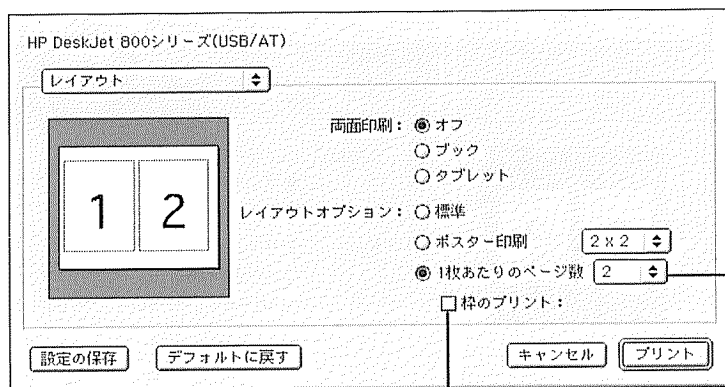 HP DeskJet 800シリーズ(USB/AT)
レイアウト
1 2
両面印刷： オフ
ブック
タブレット
レイアウトオプション： 標準
ポスター印刷 2 x 2
1枚あたりのページ数 2
枠のプリント：
設定の保存 デフォルトに戻す キャンセル プリント